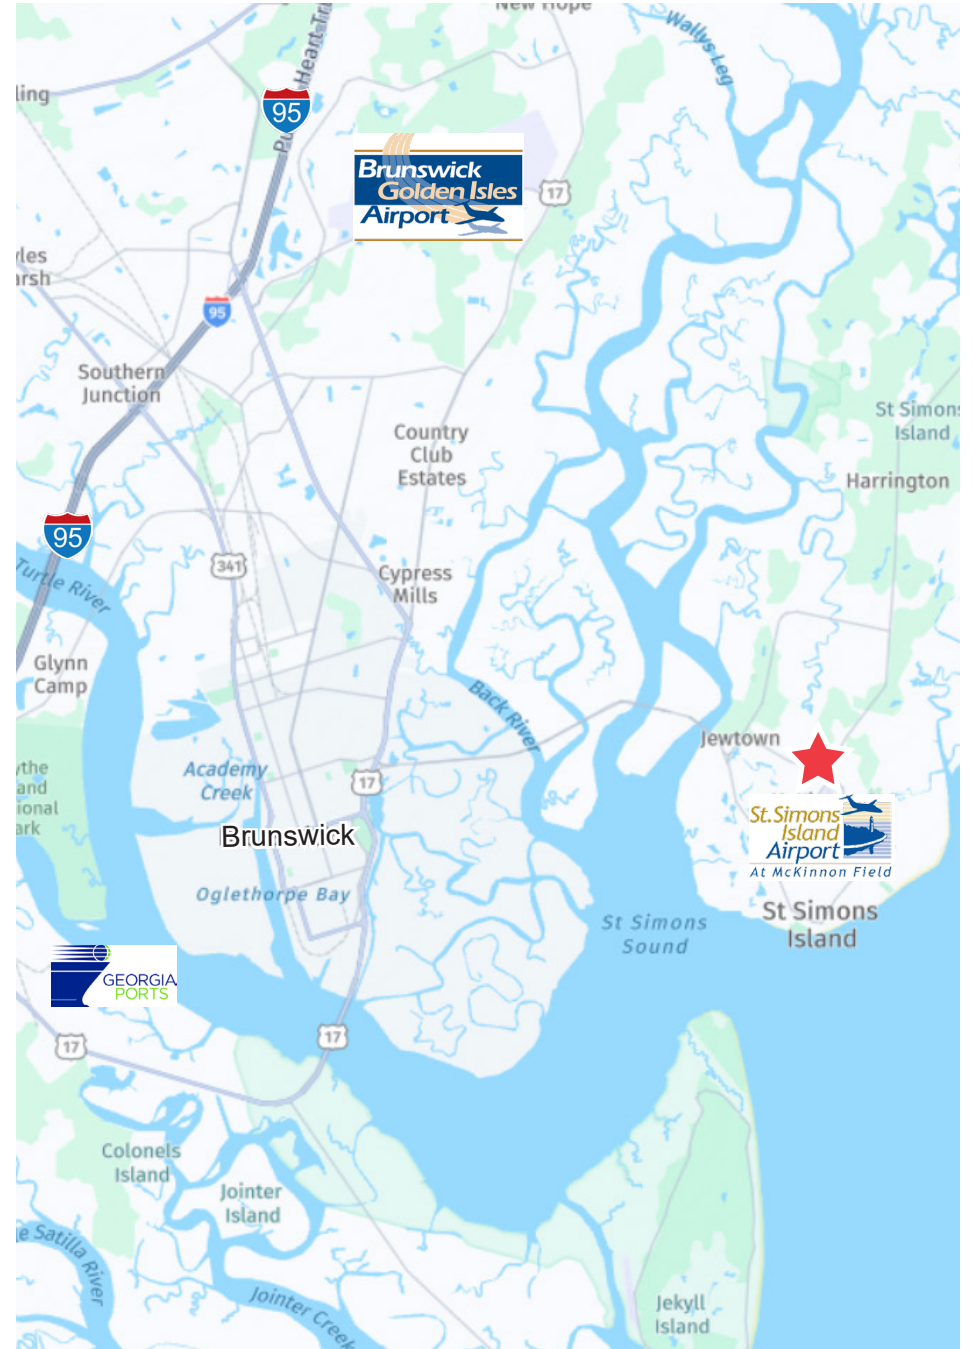 New Hope
Wallys Leg
ling
95
Brunswick
Golden Isles
Airport
17
95
Southern
Junction
St Simons
Island
Country
Club
Estates
Harrington
95
341
Turtle River
Cypress
Mills
Glynn
Camp
Back River
Jewtown
Academy
Creek
17
St. Simons
Island
Airport
At McKinnon Field
Brunswick
Oglethorpe Bay
St Simons
Sound
St Simons
Island
GEORGIA
PORTS
17
17
Colonels
Island
Jointer
Island
Satilla River
Jointer Creek
Jekyll
Island